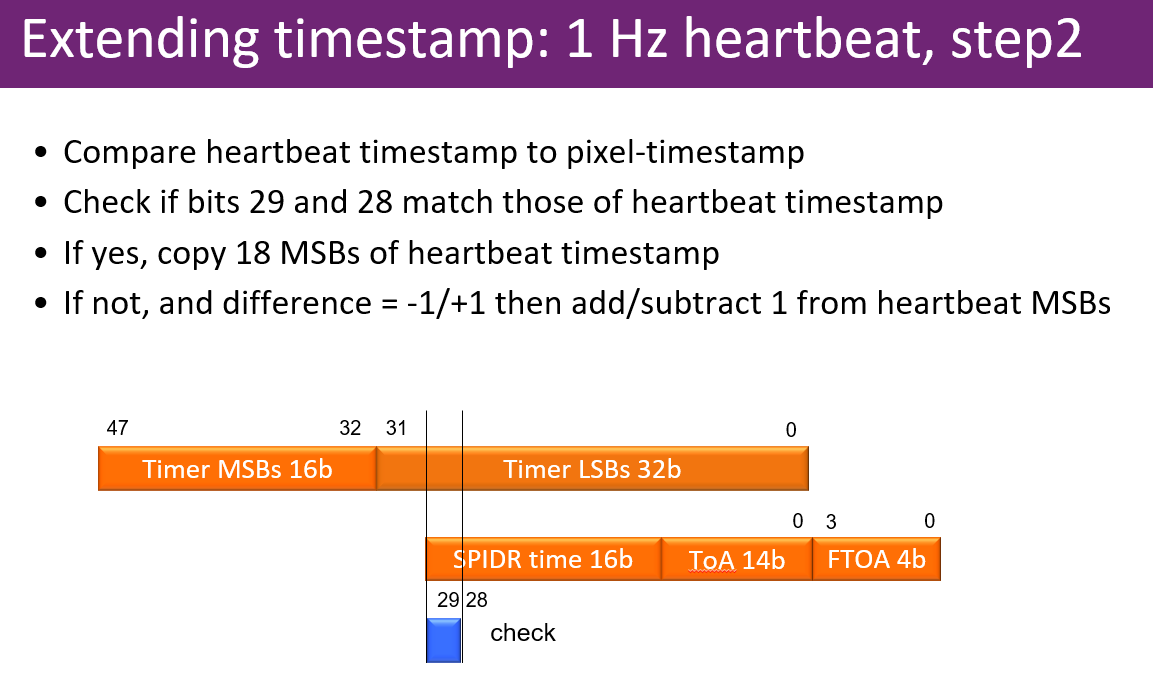 Extending timestamp: 1 Hz heartbeat, step2
• Compare heartbeat timestamp to pixel-timestamp
• Check if bits 29 and 28 match those of heartbeat timestamp
• If yes, copy 18 MSBs of heartbeat timestamp
• If not, and difference = -1/+1 then add/subtract 1 from heartbeat MSBs
47 32 31 0
Timer MSBs 16b Timer LSBs 32b
0 3 0
SPIDR time 16b ToA 14b FTOA 4b
29 28
check